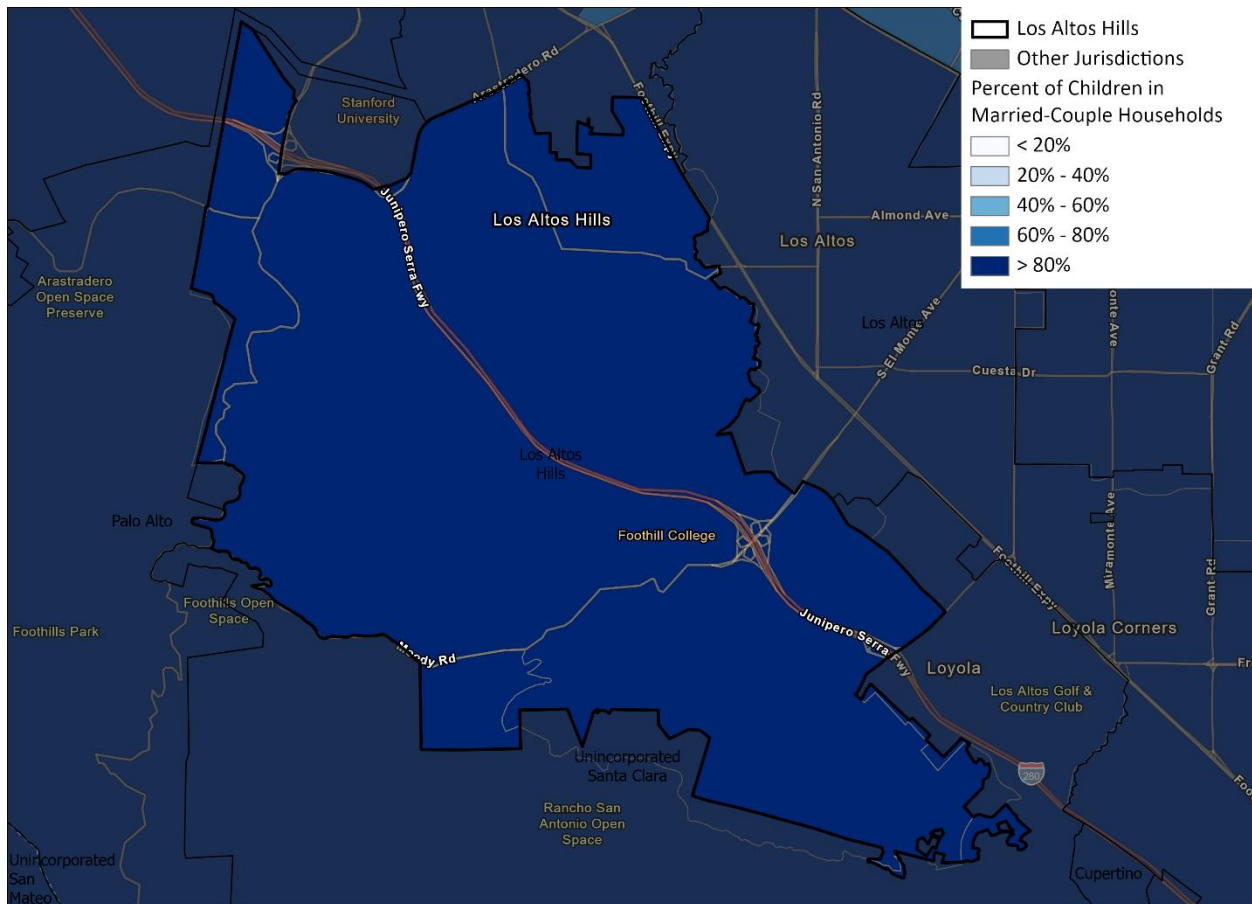 Los Altos Hills
Other Jurisdictions
Percent of Children in
Married-Couple Households
< 20%
20% - 40%
40% - 60%
60% - 80%
> 80%
Arastradero Rd
Stanford
University
Foothill Expy
N San Antonio Rd
Almond Ave
Los Altos Hills
Los Altos
Junipero Serra Fwy
Arastradero
Open Space
Preserve
Los Altos
S El Monte Ave
Cuesta Dr
Grant Rd
Los Altos
Hills
Palo Alto
Foothill College
Miramonte Ave
Foothill Expy
Grant Rd
Foothills Open
Space
Foothills Park
Junipero Serra Fwy
Loyola Corners
Moody Rd
Loyola
Los Altos Golf &
Country Club
Unincorporated
Santa Clara
280
Rancho San
Antonio Open
Space
Unincorporated
San
Mateo
Cupertino